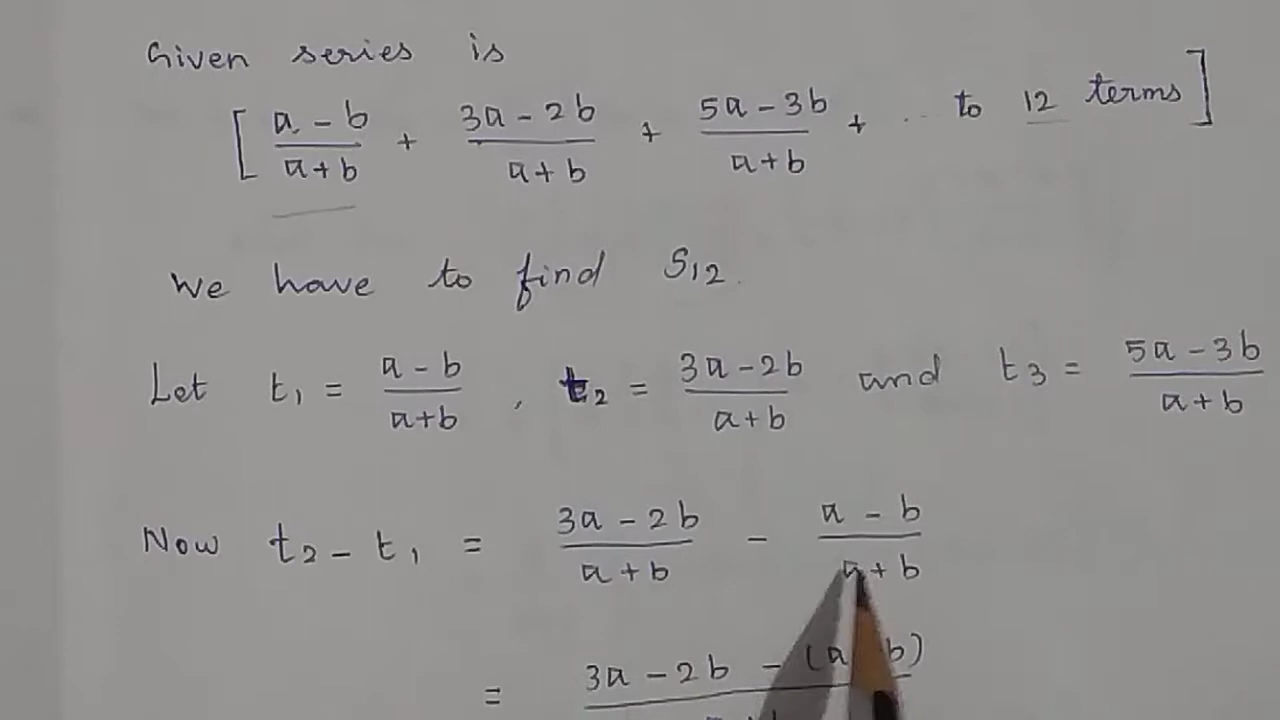 Given series is
[ (a - b)/(a + b) + (3a - 2b)/(a + b) + (5a - 3b)/(a + b) + ... to 12 terms ]
We have to find S₁₂.
Let t₁ = (a - b)/(a + b) , t₂ = (3a - 2b)/(a + b) and t₃ = (5a - 3b)/(a + b)
Now t₂ - t₁ = (3a - 2b)/(a + b) - (a - b)/(a + b)
= 3a - 2b - (a b)